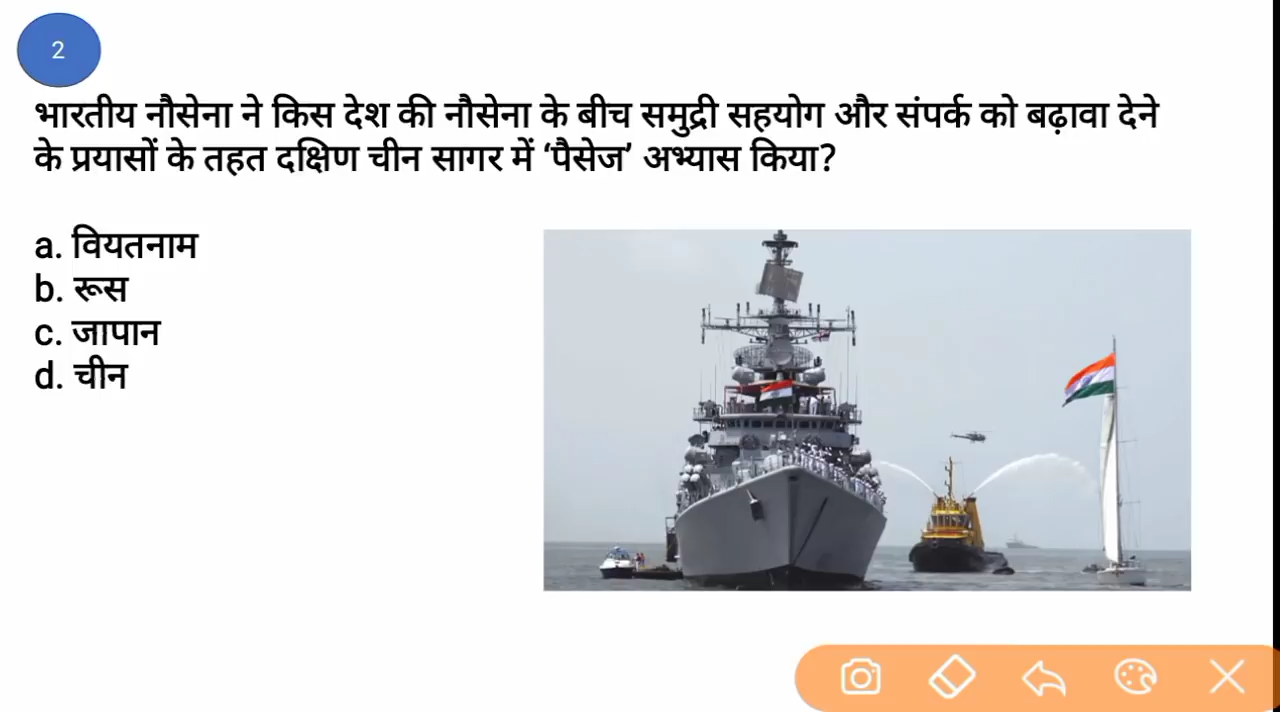 2
भारतीय नौसेना ने किस देश की नौसेना के बीच समुद्री सहयोग और संपर्क को बढ़ावा देने
के प्रयासों के तहत दक्षिण चीन सागर में ‘पैसेज’ अभ्यास किया?
a. वियतनाम
b. रूस
c. जापान
d. चीन